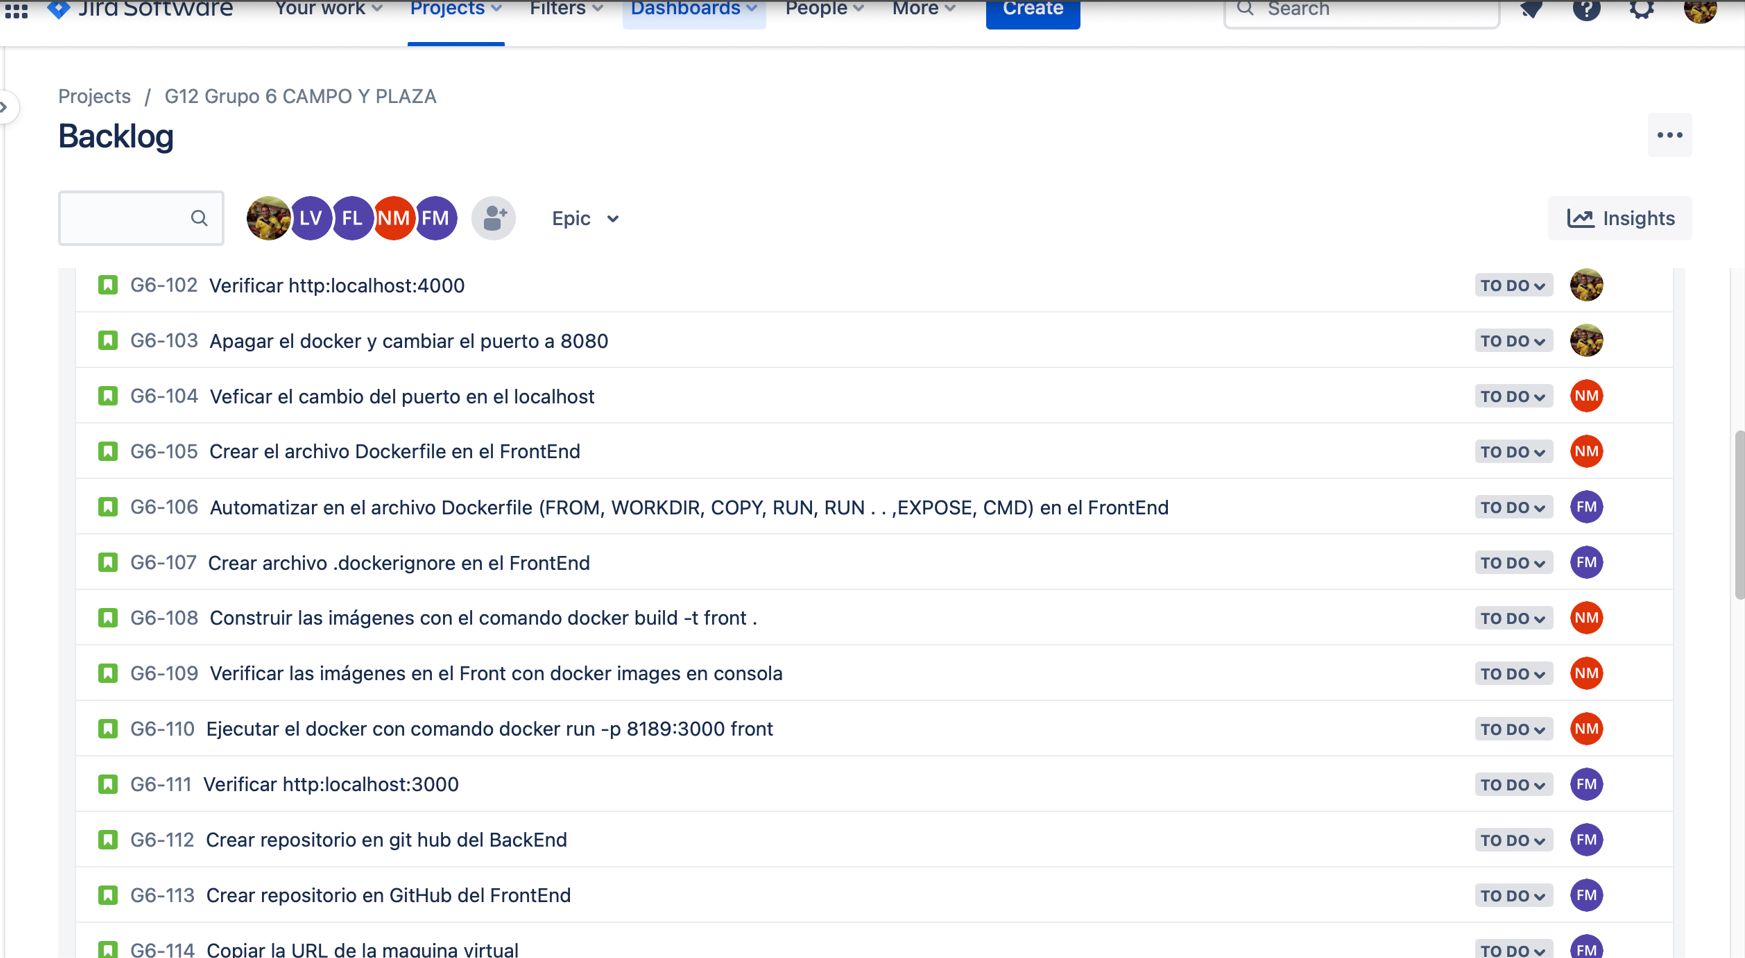 Jira Software Your work Projects Filters Dashboards People More Create Search
Projects / G12 Grupo 6 CAMPO Y PLAZA
Backlog
LV FL NM FM Epic Insights
G6-102 Verificar http:localhost:4000 TO DO
G6-103 Apagar el docker y cambiar el puerto a 8080 TO DO
G6-104 Veficar el cambio del puerto en el localhost TO DO NM
G6-105 Crear el archivo Dockerfile en el FrontEnd TO DO NM
G6-106 Automatizar en el archivo Dockerfile (FROM, WORKDIR, COPY, RUN, RUN . . ,EXPOSE, CMD) en el FrontEnd TO DO FM
G6-107 Crear archivo .dockerignore en el FrontEnd TO DO FM
G6-108 Construir las imágenes con el comando docker build -t front . TO DO NM
G6-109 Verificar las imágenes en el Front con docker images en consola TO DO NM
G6-110 Ejecutar el docker con comando docker run -p 8189:3000 front TO DO NM
G6-111 Verificar http:localhost:3000 TO DO FM
G6-112 Crear repositorio en git hub del BackEnd TO DO FM
G6-113 Crear repositorio en GitHub del FrontEnd TO DO FM
G6-114 Copiar la URL de la maquina virtual TO DO FM